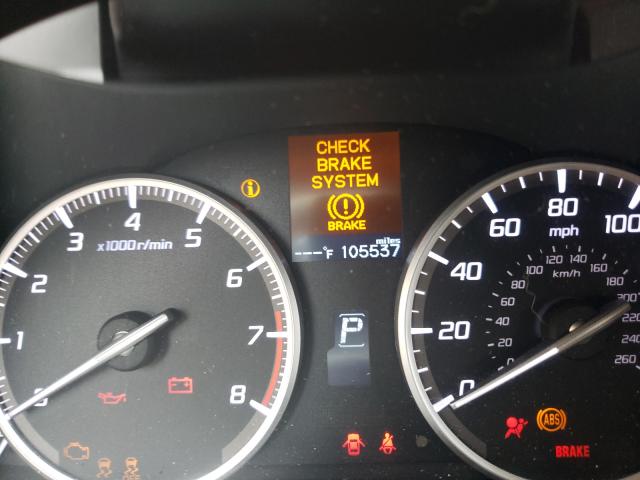 CHECK
BRAKE
SYSTEM
BRAKE
miles
---°F 105537
P
x1000r/min
1
2
3
4
5
6
7
8
mph
0
20
40
60
80
100
km/h
0
20
40
60
80
100
120
140
160
180
200
220
240
260
ABS
BRAKE